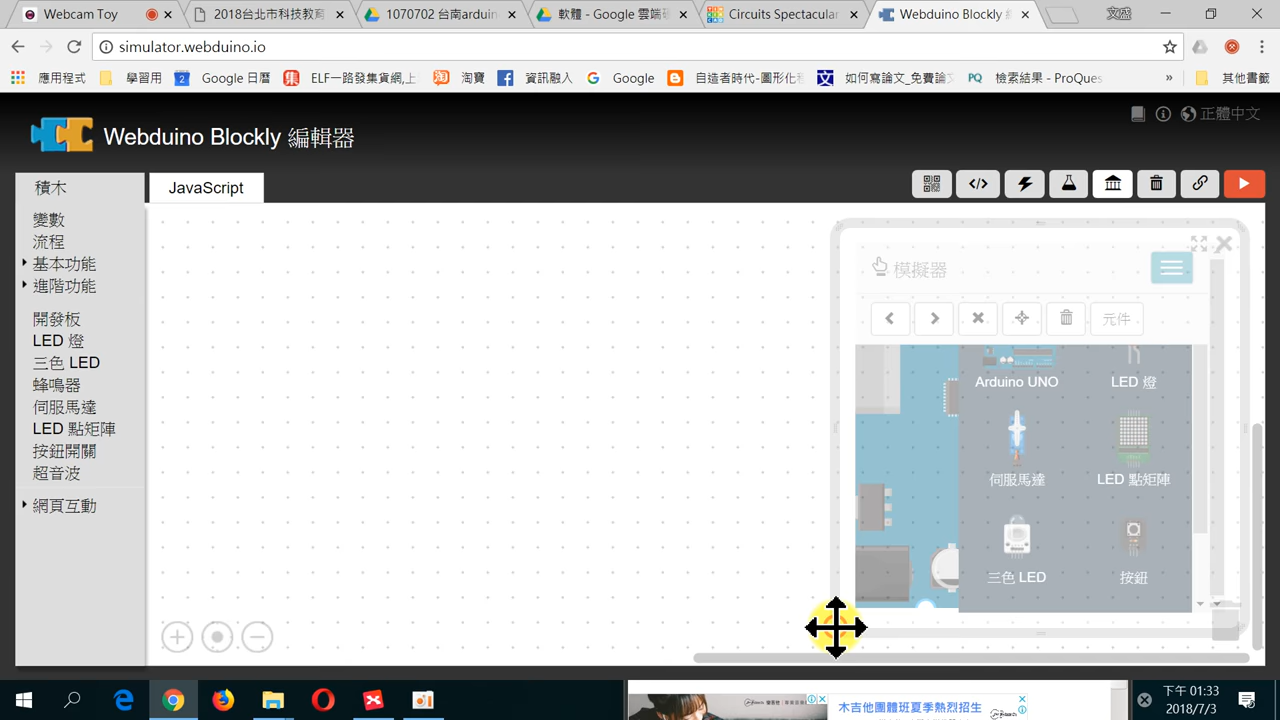 Webcam Toy
2018台北市科技教育
1070702 台南arduin
軟體 - Google 雲端硬
Circuits Spectacular
Webduino Blockly 編
文盛
simulator.webduino.io
應用程式
學習用
2
Google 日曆
集
ELF一路發集貨網,上
淘
淘寶
資訊融入
G
Google
自造者時代-圖形化程
文
如何寫論文_免費論文
PQ
檢索結果 - ProQues
»
其他書籤
Webduino Blockly 編輯器
正體中文
積木
JavaScript
變數
流程
基本功能
進階功能
開發板
LED 燈
三色 LED
蜂鳴器
伺服馬達
LED 點矩陣
按鈕開關
超音波
網頁互動
模擬器
元件
Arduino UNO
LED 燈
伺服馬達
LED 點矩陣
三色 LED
按鈕
木吉他團體班夏季熱烈招生
下午 01:33
2018/7/3